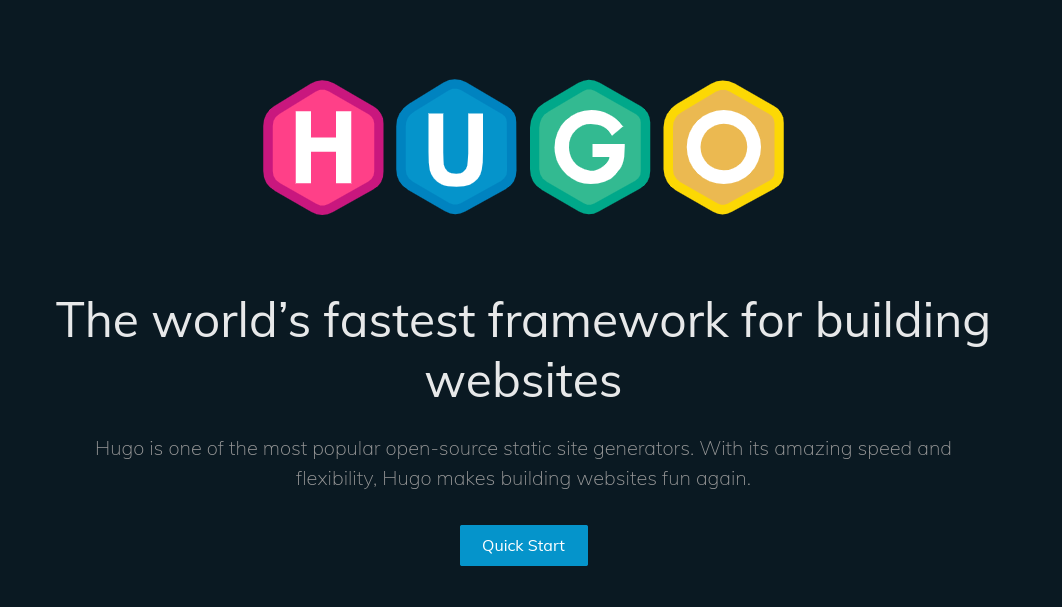 HUGO
The world’s fastest framework for building
websites
Hugo is one of the most popular open-source static site generators. With its amazing speed and
flexibility, Hugo makes building websites fun again.
Quick Start